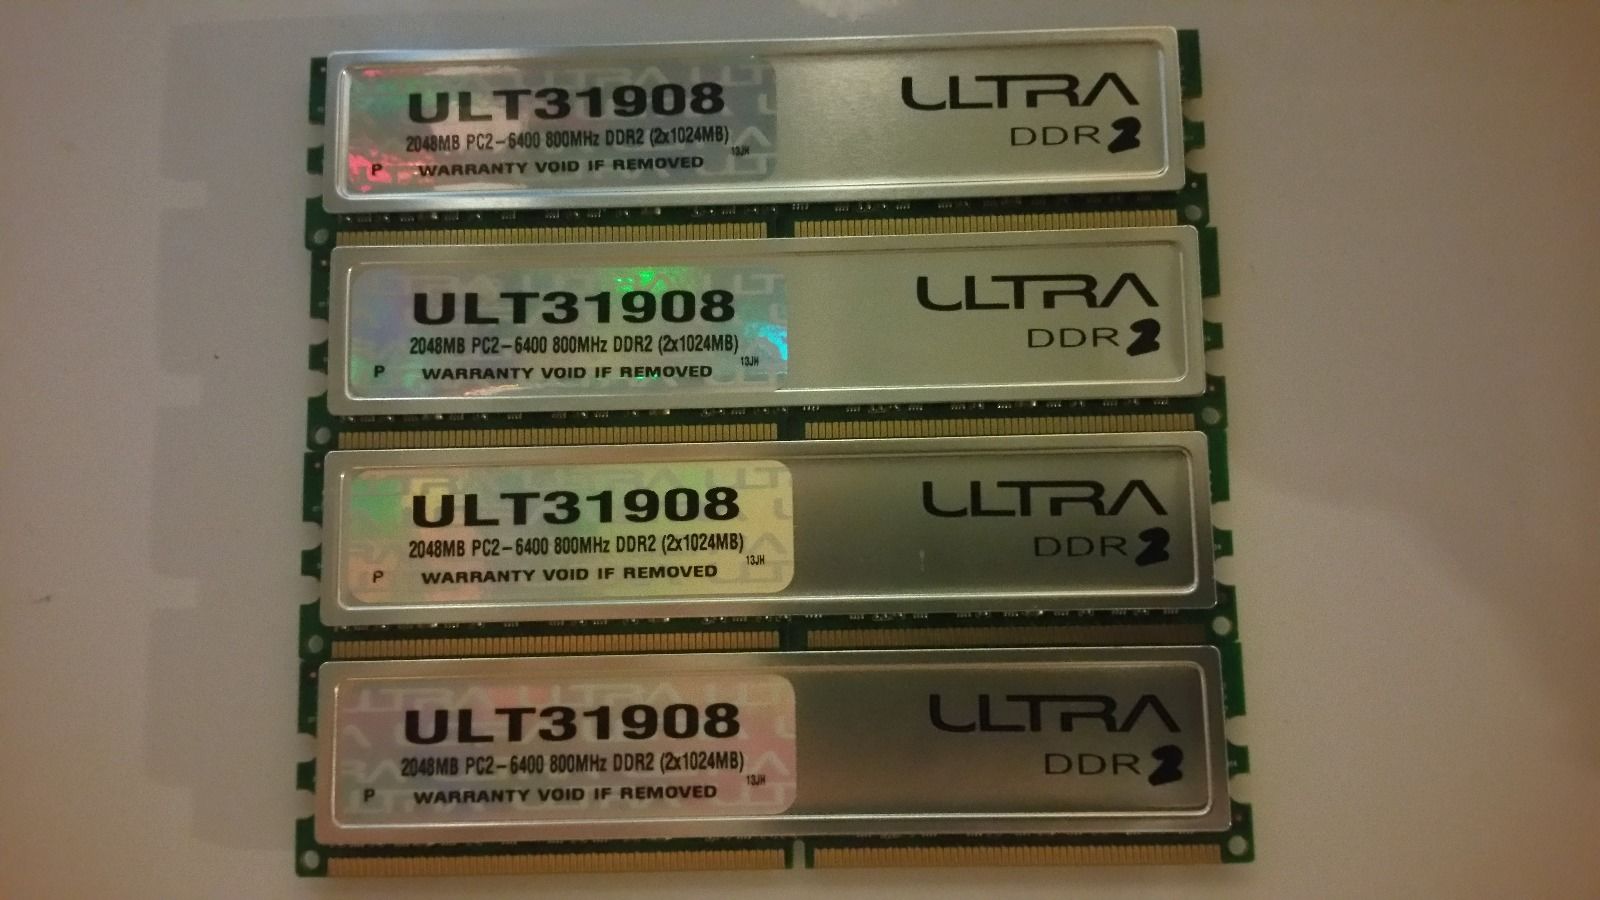 ULT31908
2048MB PC2-6400 800MHz DDR2 (2x1024MB)
13JH
P WARRANTY VOID IF REMOVED
ULTRA
DDR2
ULT31908
2048MB PC2-6400 800MHz DDR2 (2x1024MB)
13JH
P WARRANTY VOID IF REMOVED
ULTRA
DDR2
ULT31908
2048MB PC2-6400 800MHz DDR2 (2x1024MB)
13JH
P WARRANTY VOID IF REMOVED
ULTRA
DDR2
ULT31908
2048MB PC2-6400 800MHz DDR2 (2x1024MB)
13JH
P WARRANTY VOID IF REMOVED
ULTRA
DDR2